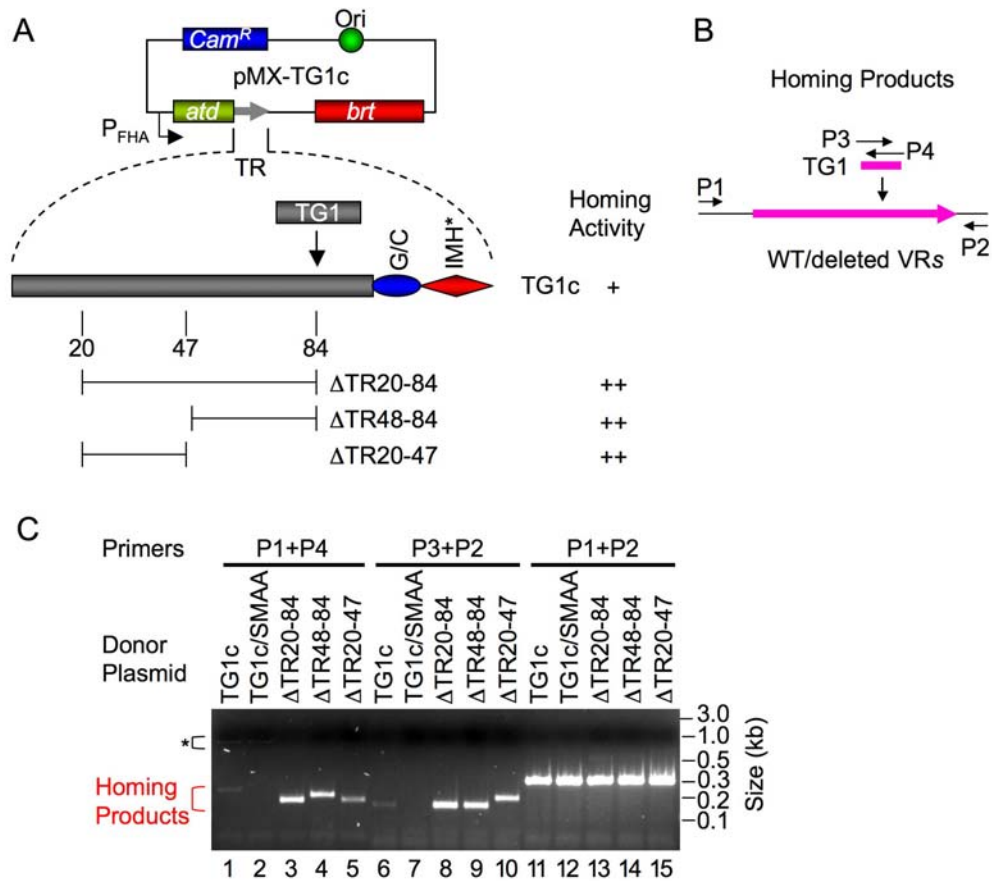 A
Cam^R
Ori
pMX-TG1c
atd
brt
P_FHA
TR
TG1
G/C
IMH*
Homing
Activity
TG1c +
20 47 84
ΔTR20-84 ++
ΔTR48-84 ++
ΔTR20-47 ++
B
Homing Products
P3
P4
TG1
P1
P2
WT/deleted VRs
C
Primers P1+P4 P3+P2 P1+P2
Donor
Plasmid
TG1c TG1c/SMAA ΔTR20-84 ΔTR48-84 ΔTR20-47 TG1c TG1c/SMAA ΔTR20-84 ΔTR48-84 ΔTR20-47 TG1c TG1c/SMAA ΔTR20-84 ΔTR48-84 ΔTR20-47
*
Homing
Products
3.0
1.0
0.5
0.3
0.2
0.1
Size (kb)
1 2 3 4 5 6 7 8 9 10 11 12 13 14 15